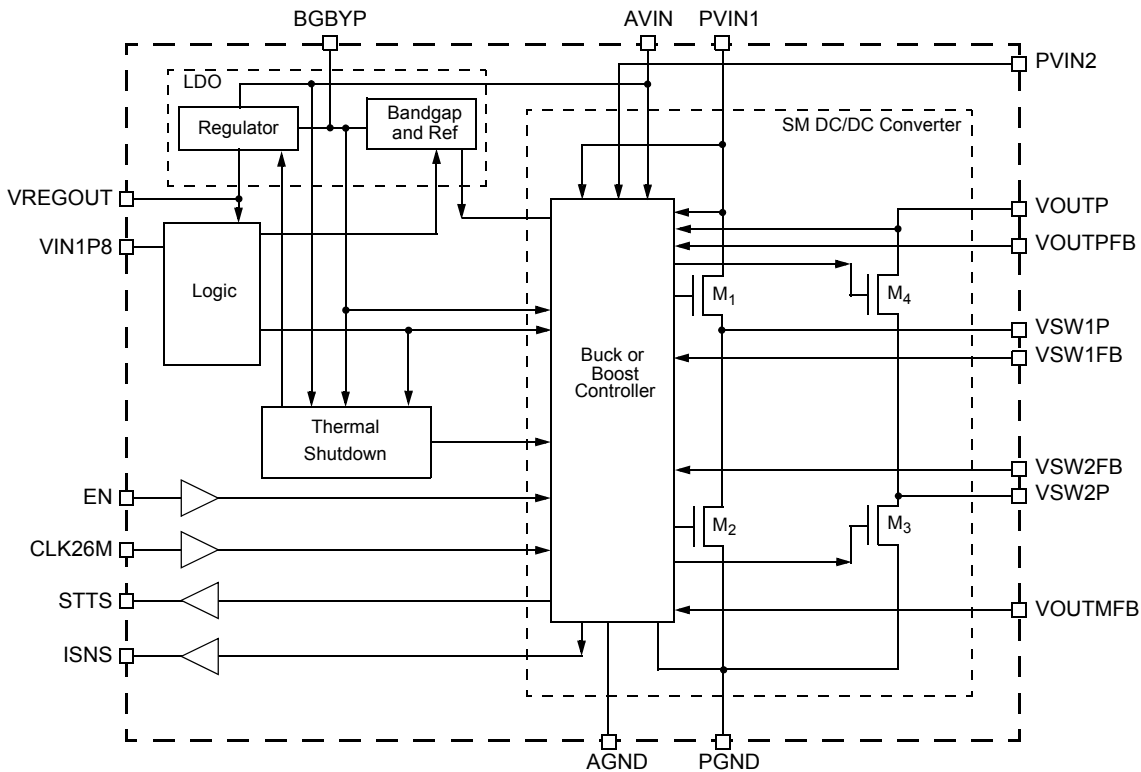 BGBYP
AVIN
PVIN1
PVIN2
LDO
Regulator
Bandgap
and Ref
SM DC/DC Converter
VREGOUT
VIN1P8
Logic
VOUTP
VOUTPFB
M1
M4
VSW1P
VSW1FB
Buck or
Boost
Controller
Thermal
Shutdown
VSW2FB
VSW2P
EN
M2
M3
CLK26M
STTS
VOUTMFB
ISNS
AGND
PGND